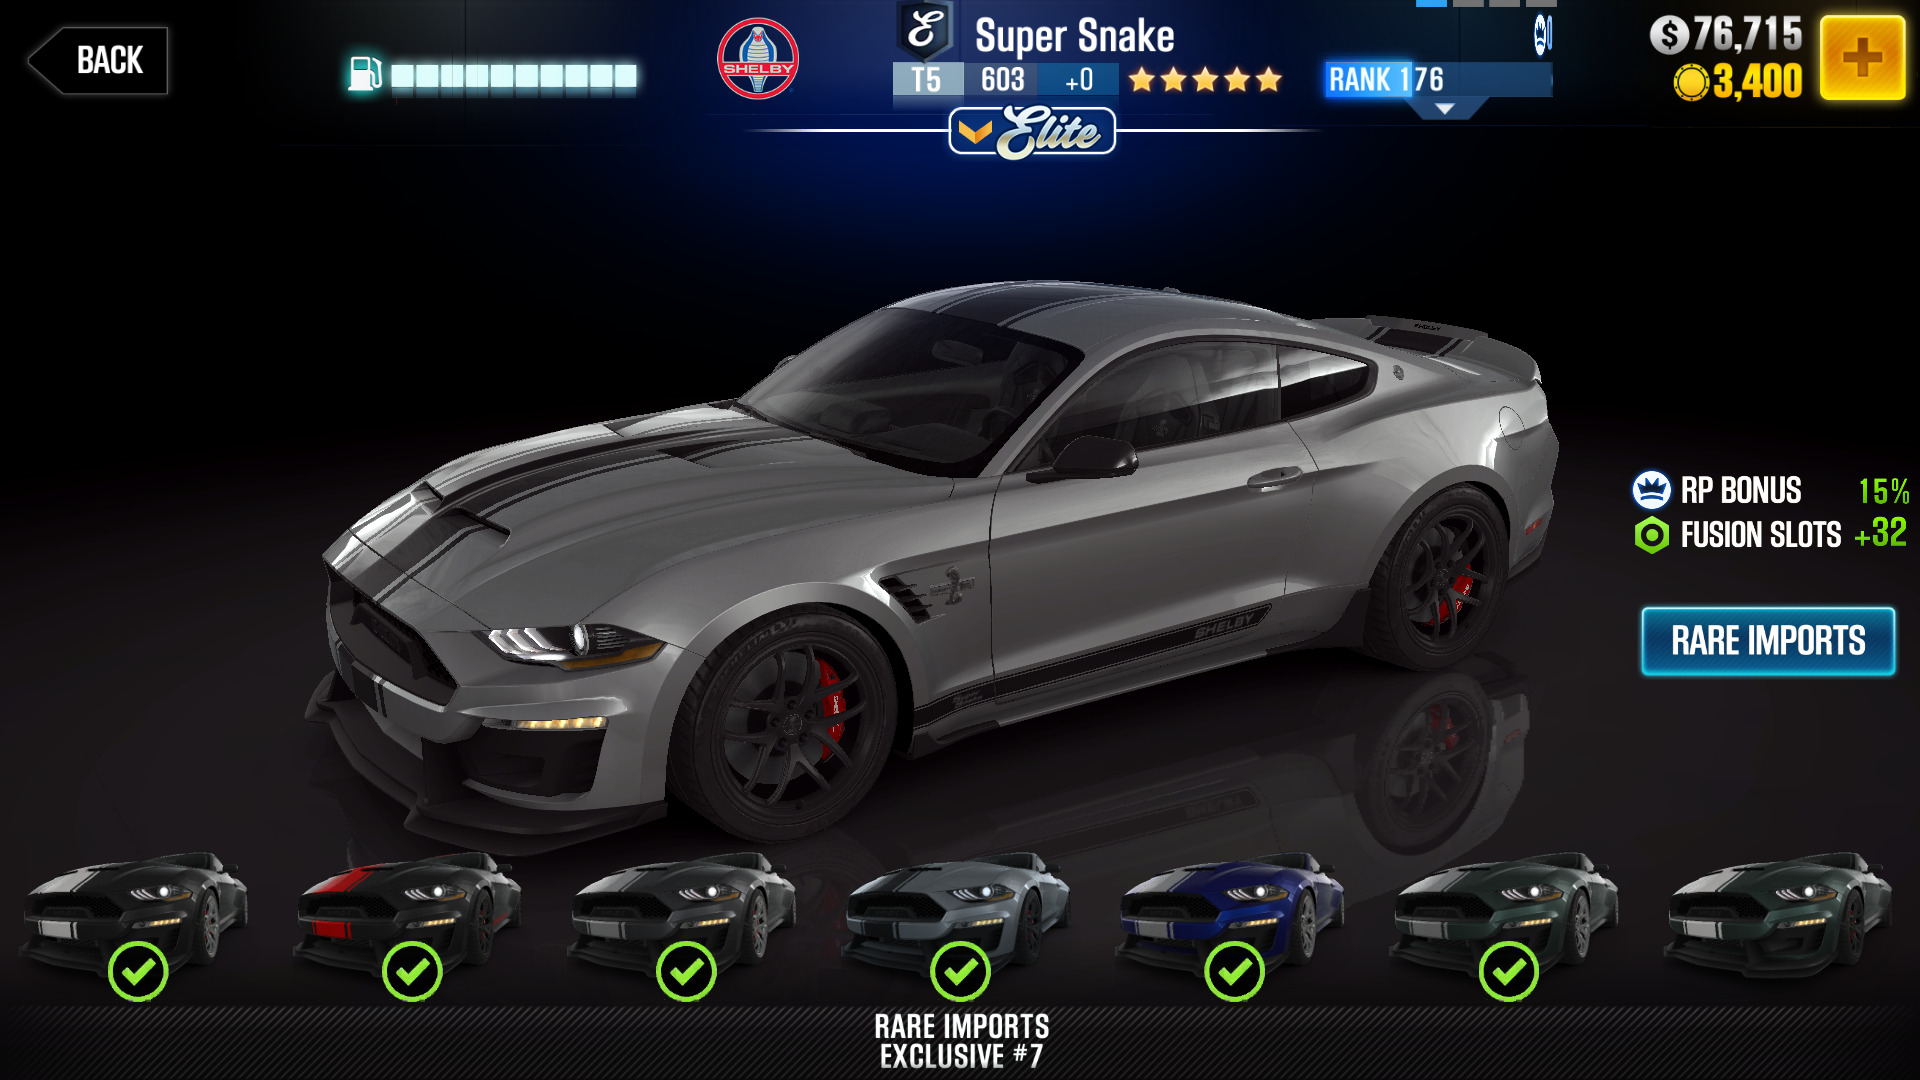 BACK
SHELBY
Super Snake
T5 603 +0
Elite
RANK 176
0
$ 76,715
3,400
RP BONUS 15%
FUSION SLOTS +32
RARE IMPORTS
SHELBY
RARE IMPORTS
EXCLUSIVE #7